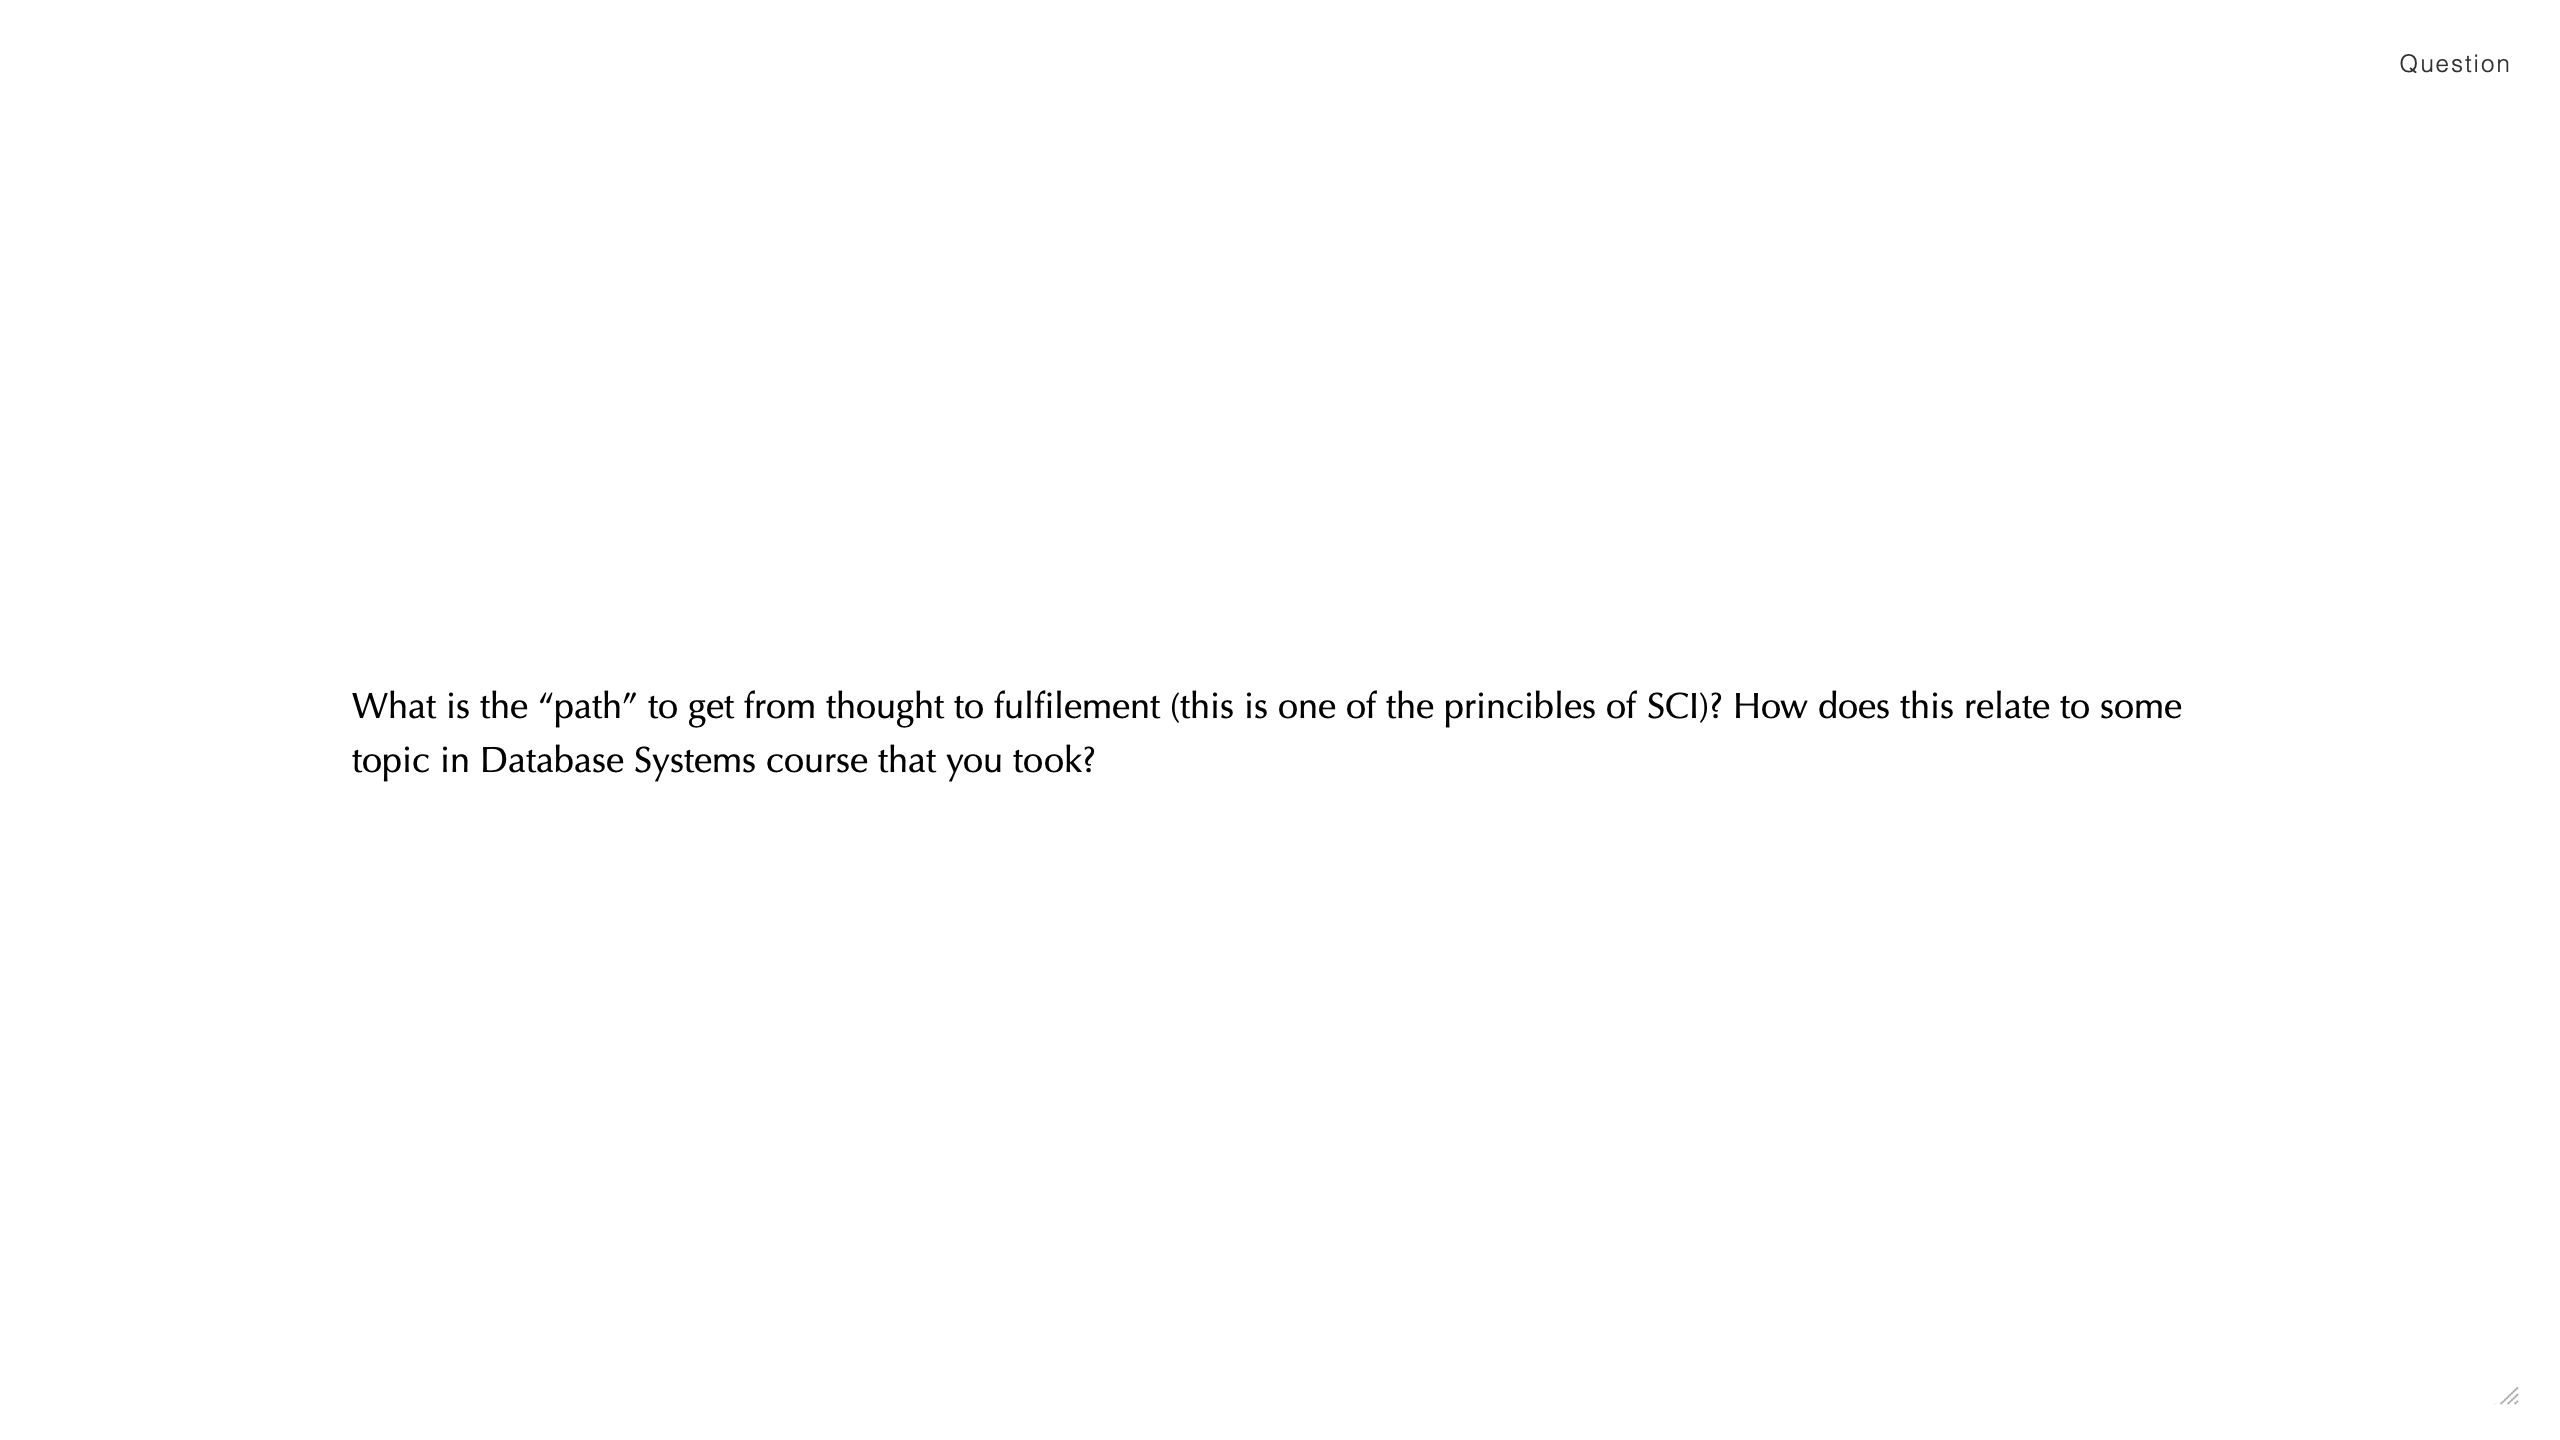 Question
What is the “path” to get from thought to fulfilement (this is one of the princibles of SCI)? How does this relate to some
topic in Database Systems course that you took?